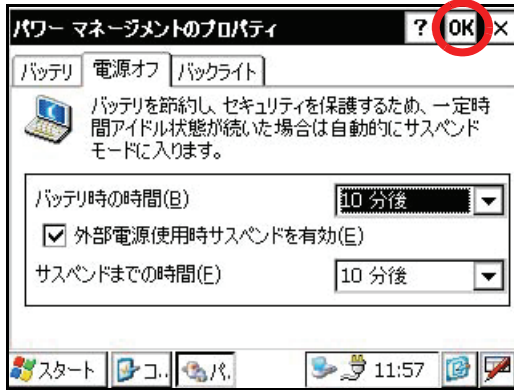 パワー マネージメントのプロパティ ? OK ×
バッテリ 電源オフ バックライト
バッテリを節約し、セキュリティを保護するため、一定時
間アイドル状態が続いた場合は自動的にサスペンド
モードに入ります。
バッテリ時の時間(B) 10 分後
外部電源使用時サスペンドを有効(E)
サスペンドまでの時間(F) 10 分後
スタート コ.. パ. 11:57